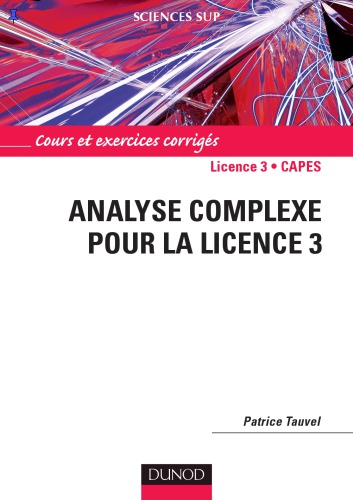 SCIENCES SUP
Cours et exercices corrigés
Licence 3 • CAPES
ANALYSE COMPLEXE
POUR LA LICENCE 3
Patrice Tauvel
DUNOD